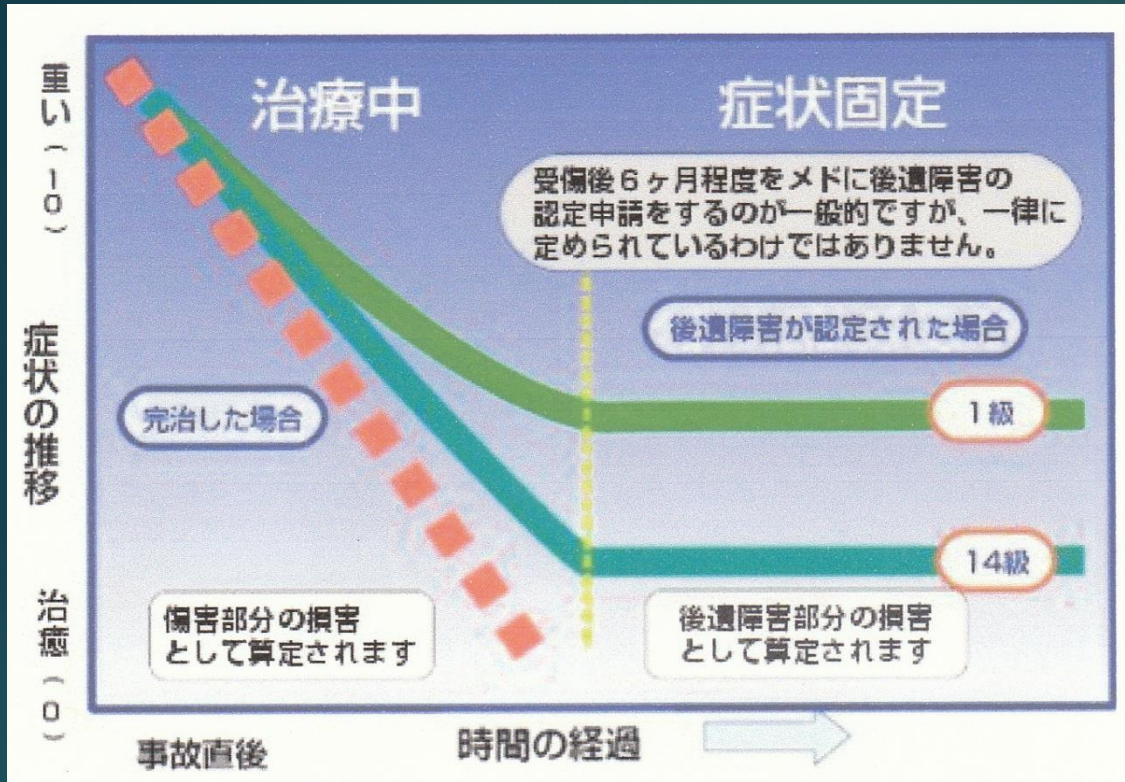 重い(10)
症状の推移
治癒(0)
治療中
症状固定
受傷後6ヶ月程度をメドに後遺障害の
認定申請をするのが一般的ですが、一律に
定められているわけではありません。
後遺障害が認定された場合
完治した場合
1級
14級
傷害部分の損害
として算定されます
後遺障害部分の損害
として算定されます
事故直後
時間の経過